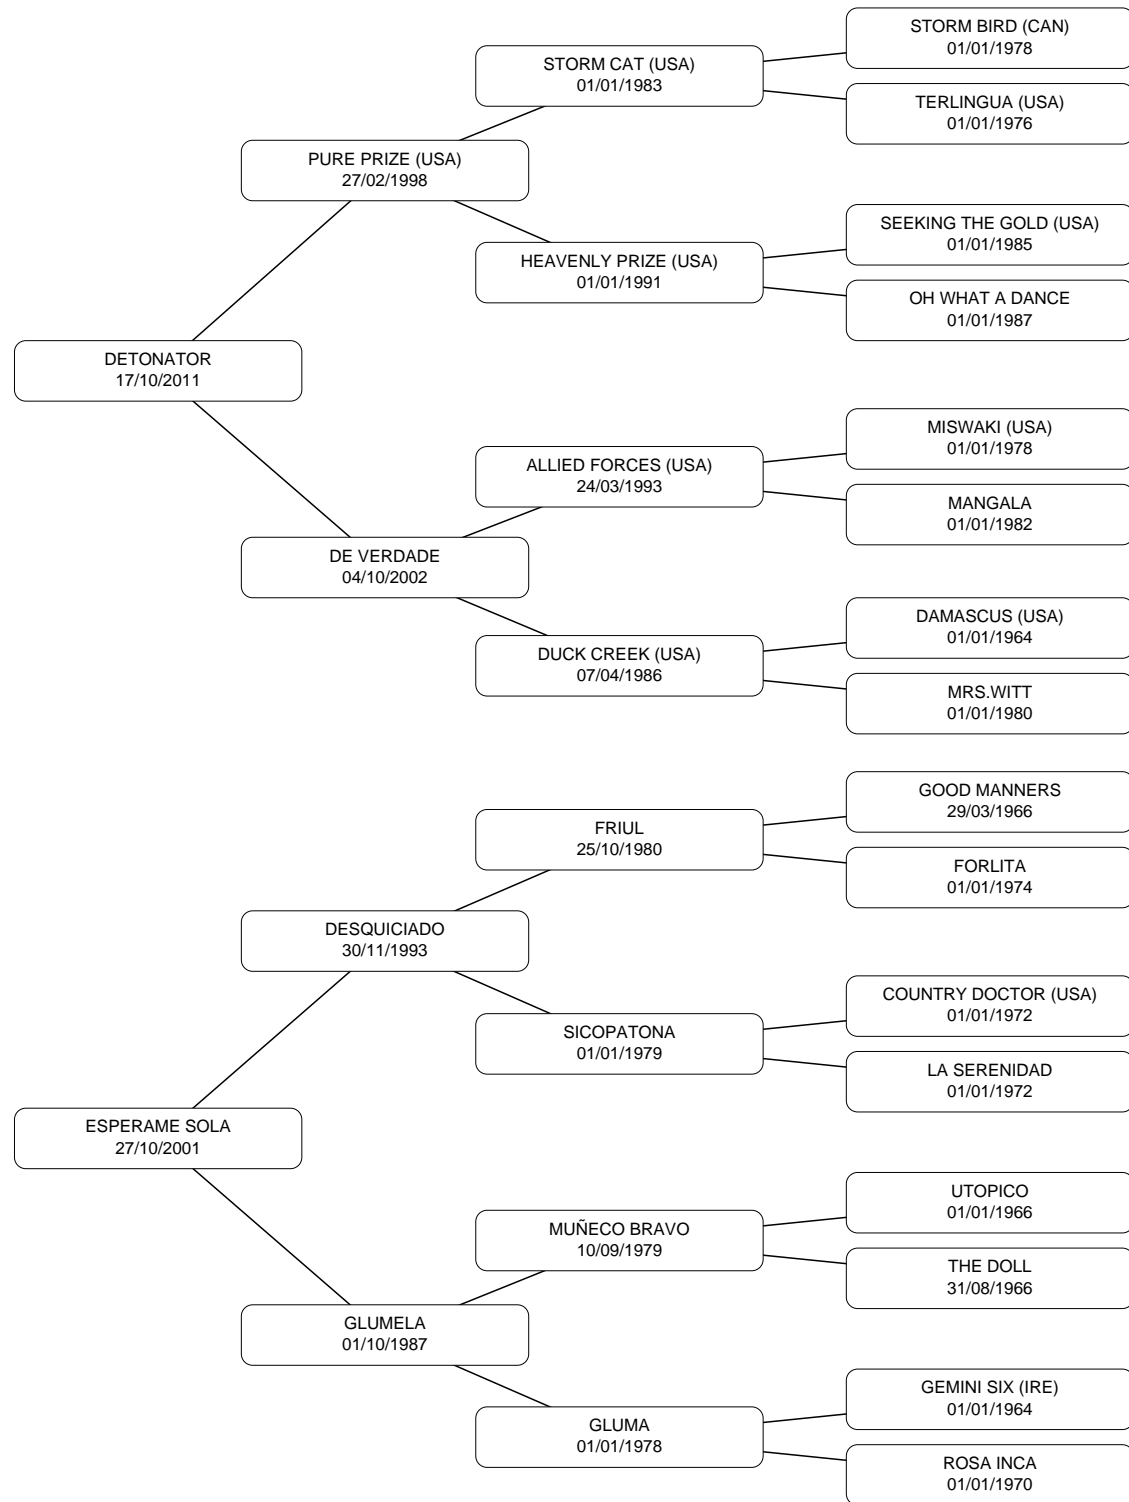 STORM BIRD (CAN)
01/01/1978
STORM CAT (USA)
01/01/1983
TERLINGUA (USA)
01/01/1976
PURE PRIZE (USA)
27/02/1998
SEEKING THE GOLD (USA)
01/01/1985
HEAVENLY PRIZE (USA)
01/01/1991
OH WHAT A DANCE
01/01/1987
DETONATOR
17/10/2011
MISWAKI (USA)
01/01/1978
ALLIED FORCES (USA)
24/03/1993
MANGALA
01/01/1982
DE VERDADE
04/10/2002
DAMASCUS (USA)
01/01/1964
DUCK CREEK (USA)
07/04/1986
MRS.WITT
01/01/1980
GOOD MANNERS
29/03/1966
FRIUL
25/10/1980
FORLITA
01/01/1974
DESQUICIADO
30/11/1993
COUNTRY DOCTOR (USA)
01/01/1972
SICOPATONA
01/01/1979
LA SERENIDAD
01/01/1972
ESPERAME SOLA
27/10/2001
UTOPICO
01/01/1966
MUÑECO BRAVO
10/09/1979
THE DOLL
31/08/1966
GLUMELA
01/10/1987
GEMINI SIX (IRE)
01/01/1964
GLUMA
01/01/1978
ROSA INCA
01/01/1970